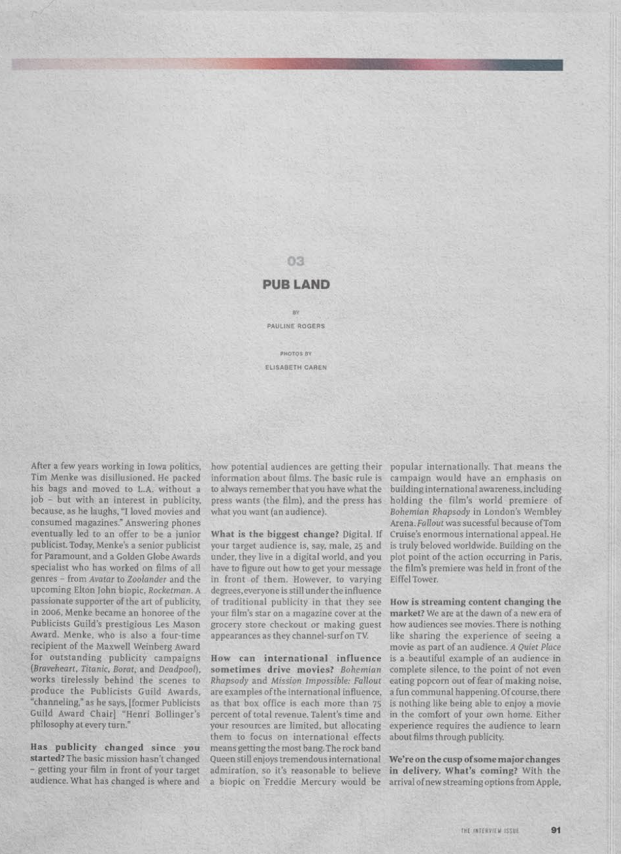 03
PUB LAND
BY
PAULINE ROGERS
PHOTOS BY
ELISABETH CAREN
After a few years working in Iowa politics,
Tim Menke was disillusioned. He packed
his bags and moved to L.A. without a
job – but with an interest in publicity,
because, as he laughs, "I loved movies and
consumed magazines." Answering phones
eventually led to an offer to be a junior
publicist. Today, Menke's a senior publicist
for Paramount, and a Golden Globe Awards
specialist who has worked on films of all
genres – from Avatar to Zoolander and the
upcoming Elton John biopic, Rocketman. A
passionate supporter of the art of publicity,
in 2006, Menke became an honoree of the
Publicists Guild's prestigious Les Mason
Award. Menke, who is also a four-time
recipient of the Maxwell Weinberg Award
for outstanding publicity campaigns
(Braveheart, Titanic, Borat, and Deadpool),
works tirelessly behind the scenes to
produce the Publicists Guild Awards,
"channeling," as he says, [former Publicists
Guild Award Chair] "Henri Bollinger's
philosophy at every turn."
Has publicity changed since you
started? The basic mission hasn't changed
– getting your film in front of your target
audience. What has changed is where and
how potential audiences are getting their
information about films. The basic rule is
to always remember that you have what the
press wants (the film), and the press has
what you want (an audience).
What is the biggest change? Digital. If
your target audience is, say, male, 25 and
under, they live in a digital world, and you
have to figure out how to get your message
in front of them. However, to varying
degrees, everyone is still under the influence
of traditional publicity in that they see
your film's star on a magazine cover at the
grocery store checkout or making guest
appearances as they channel-surf on TV.
How can international influence
sometimes drive movies? Bohemian
Rhapsody and Mission Impossible: Fallout
are examples of the international influence,
as that box office is each more than 75
percent of total revenue. Talent's time and
your resources are limited, but allocating
them to focus on international effects
means getting the most bang. The rock band
Queen still enjoys tremendous international
admiration, so it's reasonable to believe
a biopic on Freddie Mercury would be
popular internationally. That means the
campaign would have an emphasis on
building international awareness, including
holding the film's world premiere of
Bohemian Rhapsody in London's Wembley
Arena. Fallout was sucessful because of Tom
Cruise's enormous international appeal. He
is truly beloved worldwide. Building on the
plot point of the action occurring in Paris,
the film's premiere was held in front of the
Eiffel Tower.
How is streaming content changing the
market? We are at the dawn of a new era of
how audiences see movies. There is nothing
like sharing the experience of seeing a
movie as part of an audience. A Quiet Place
is a beautiful example of an audience in
complete silence, to the point of not even
eating popcorn out of fear of making noise,
a fun communal happening. Of course, there
is nothing like being able to enjoy a movie
in the comfort of your own home. Either
experience requires the audience to learn
about films through publicity.
We're on the cusp of some major changes
in delivery. What's coming? With the
arrival of new streaming options from Apple,
THE INTERVIEW ISSUE 91